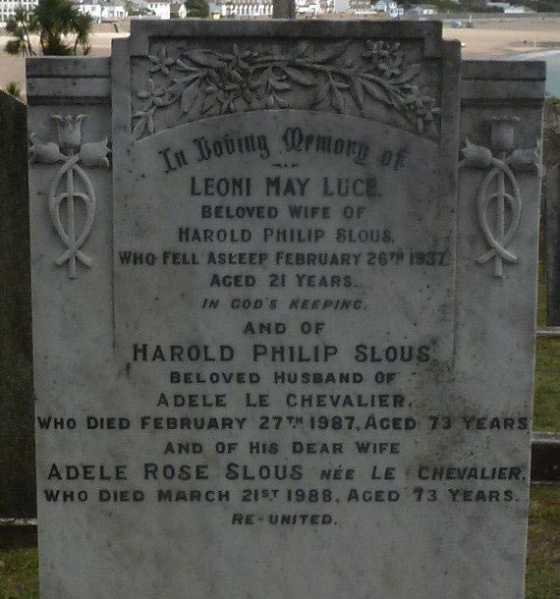 In Loving Memory of
LEONI MAY LUCE.
BELOVED WIFE OF
HAROLD PHILIP SLOUS.
WHO FELL ASLEEP FEBRUARY 26TH 1937.
AGED 21 YEARS.
IN GOD'S KEEPING.
AND OF
HAROLD PHILIP SLOUS.
BELOVED HUSBAND OF
ADELE LE CHEVALIER.
WHO DIED FEBRUARY 27TH 1987, AGED 73 YEARS
AND OF HIS DEAR WIFE
ADELE ROSE SLOUS NÉE LE CHEVALIER.
WHO DIED MARCH 21ST 1988, AGED 73 YEARS.
RE-UNITED.